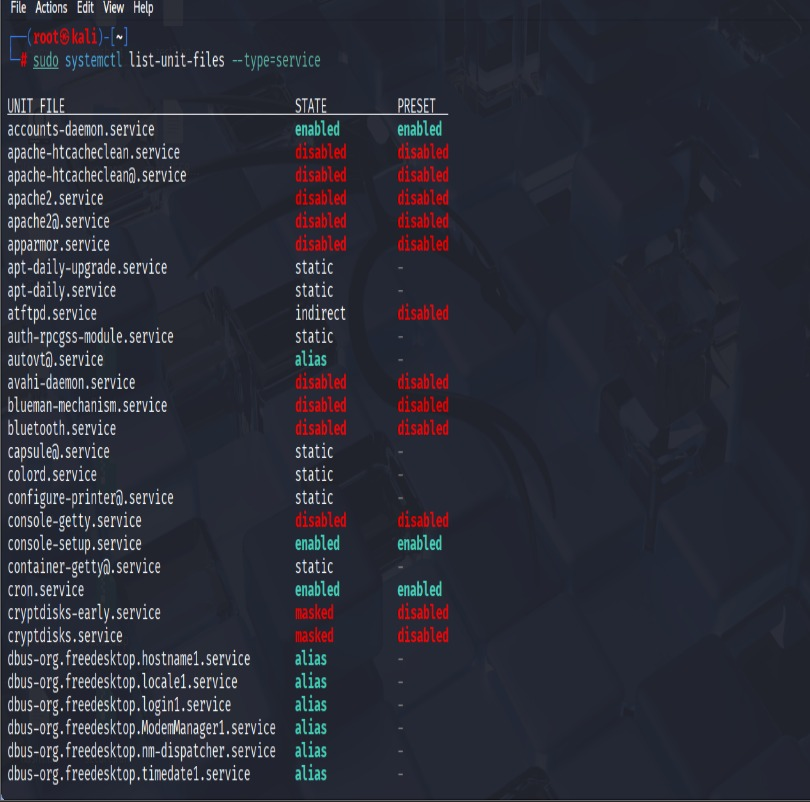 File Actions Edit View Help
┌──(root㉿kali)-[~]
└─# sudo systemctl list-unit-files --type=service
UNIT FILE STATE PRESET
accounts-daemon.service enabled enabled
apache-htcacheclean.service disabled disabled
apache-htcacheclean@.service disabled disabled
apache2.service disabled disabled
apache2@.service disabled disabled
apparmor.service disabled disabled
apt-daily-upgrade.service static -
apt-daily.service static -
atftpd.service indirect disabled
auth-rpcgss-module.service static -
autovt@.service alias -
avahi-daemon.service disabled disabled
blueman-mechanism.service disabled disabled
bluetooth.service disabled disabled
capsule@.service static -
colord.service static -
configure-printer@.service static -
console-getty.service disabled disabled
console-setup.service enabled enabled
container-getty@.service static -
cron.service enabled enabled
cryptdisks-early.service masked disabled
cryptdisks.service masked disabled
dbus-org.freedesktop.hostname1.service alias -
dbus-org.freedesktop.locale1.service alias -
dbus-org.freedesktop.login1.service alias -
dbus-org.freedesktop.ModemManager1.service alias -
dbus-org.freedesktop.nm-dispatcher.service alias -
dbus-org.freedesktop.timedate1.service alias -